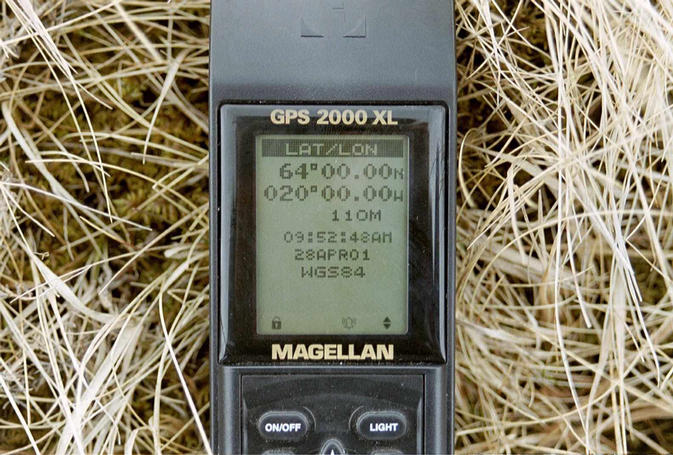 GPS 2000 XL
LAT/LON
64°00.00N
020°00.00W
110M
09:52:48AM
28APR01
WGS84
MAGELLAN
ON/OFF
LIGHT